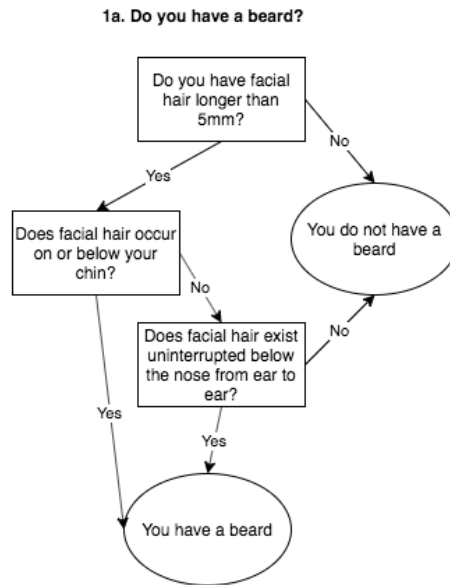 1a. Do you have a beard?
Do you have facial
hair longer than
5mm?
No
Yes
Does facial hair occur
on or below your
chin?
You do not have a
beard
No
Does facial hair exist
uninterrupted below
the nose from ear to
ear?
No
Yes
Yes
You have a beard